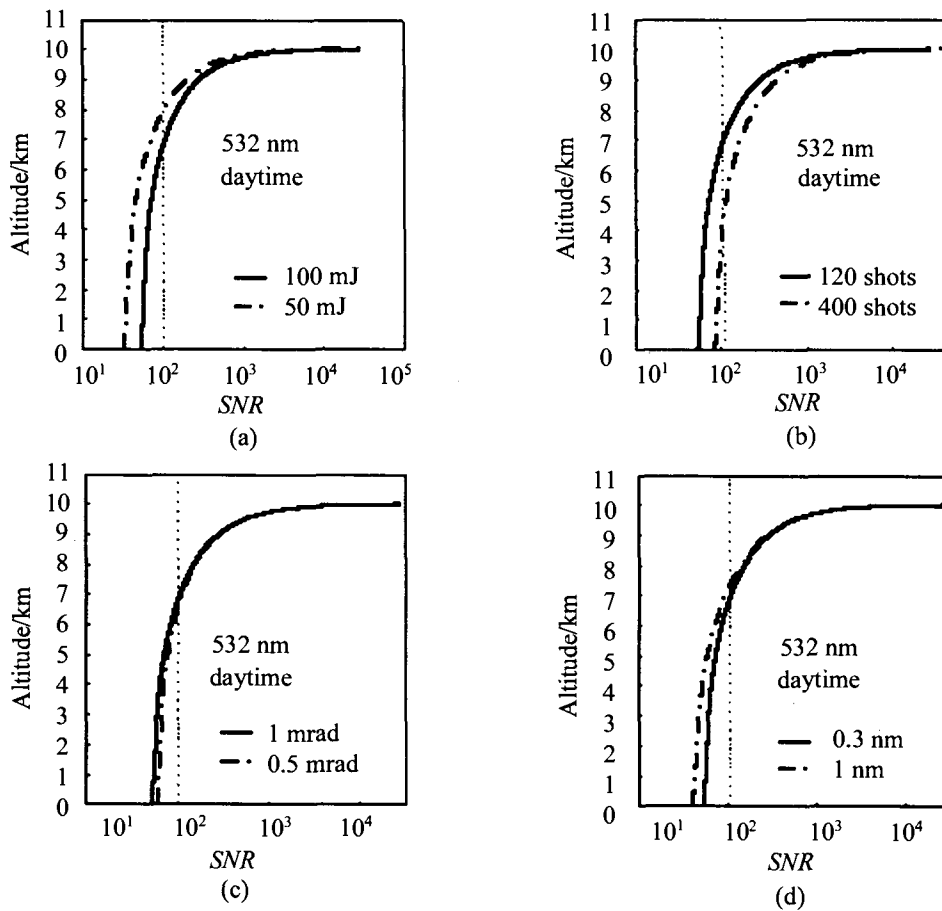 11
10
9
8
7
6
5
4
3
2
1
0
Altitude/km
532 nm
daytime
100 mJ
50 mJ
10¹ 10² 10³ 10⁴ 10⁵
SNR
(a)
11
10
9
8
7
6
5
4
3
2
1
0
Altitude/km
532 nm
daytime
120 shots
400 shots
10¹ 10² 10³ 10⁴
SNR
(b)
11
10
9
8
7
6
5
4
3
2
1
0
Altitude/km
532 nm
daytime
1 mrad
0.5 mrad
10¹ 10² 10³ 10⁴
SNR
(c)
11
10
9
8
7
6
5
4
3
2
1
0
Altitude/km
532 nm
daytime
0.3 nm
1 nm
10¹ 10² 10³ 10⁴
SNR
(d)